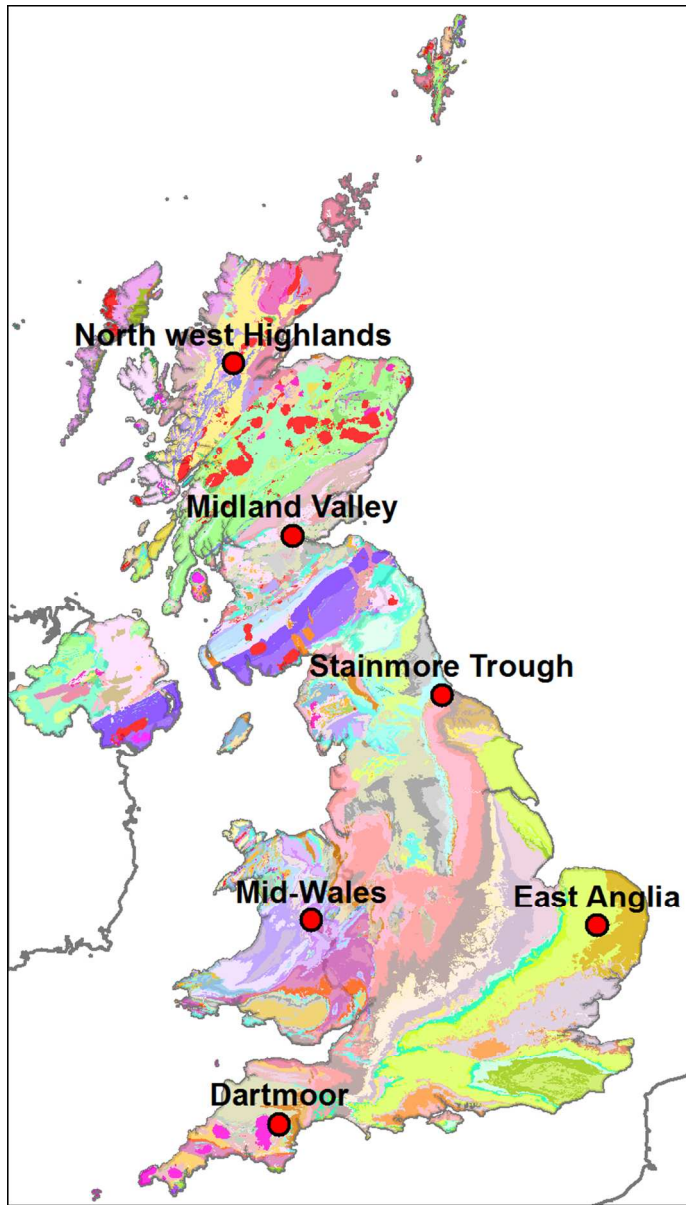 North west Highlands
Midland Valley
Stainmore Trough
Mid-Wales
East Anglia
Dartmoor